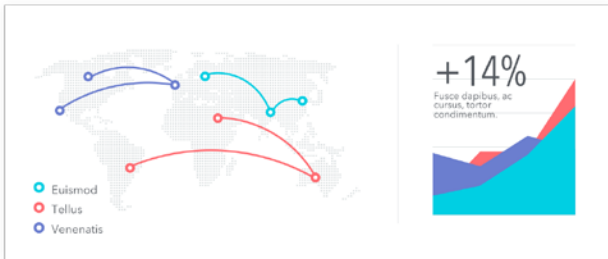 Euismod
Tellus
Venenatis
+14%
Fusce dapibus, ac
cursus, tortor
condimentum.